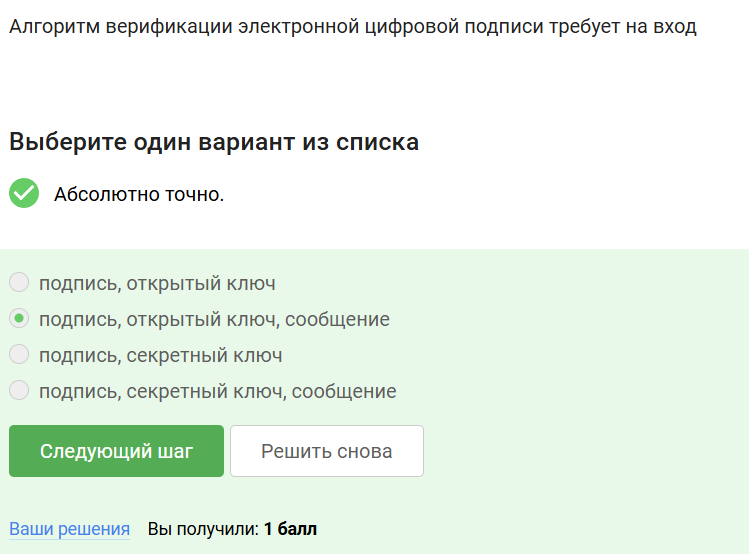 Алгоритм верификации электронной цифровой подписи требует на вход
Выберите один вариант из списка
Абсолютно точно.
подпись, открытый ключ
подпись, открытый ключ, сообщение
подпись, секретный ключ
подпись, секретный ключ, сообщение
Следующий шаг Решить снова
Ваши решения Вы получили: 1 балл